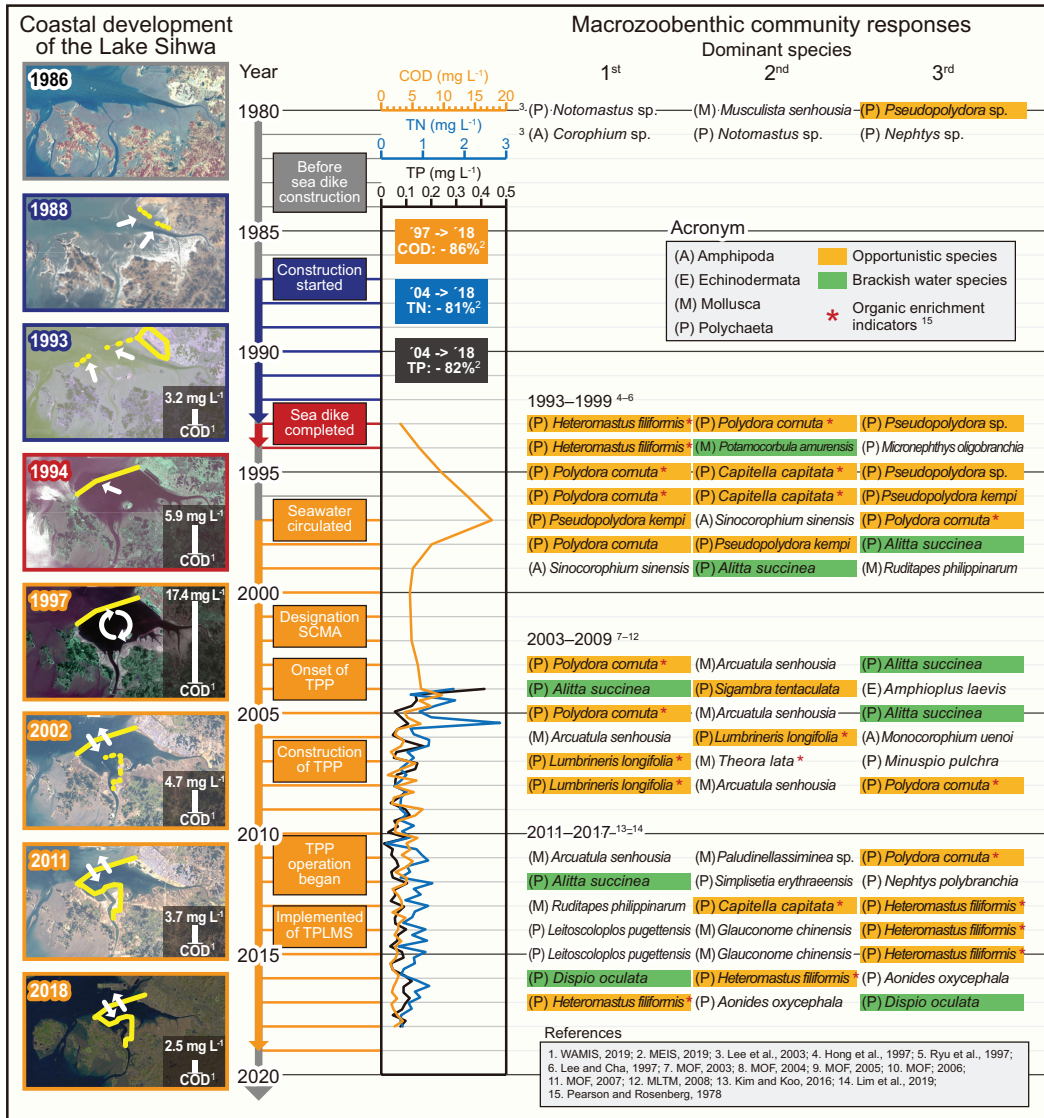 Coastal development
of the Lake Sihwa
1986
1988
1993
3.2 mg L-1
COD1
1994
5.9 mg L-1
COD1
1997
17.4 mg L-1
COD1
2002
4.7 mg L-1
COD1
2011
3.7 mg L-1
COD1
2018
2.5 mg L-1
COD1
Year
1980
1985
1990
1995
2000
2005
2010
2015
2020
Before
sea dike
construction
Construction
started
Sea dike
completed
Seawater
circulated
Designation
SCMA
Onset of
TPP
Construction
of TPP
TPP
operation
began
Implemented
of TPLMS
COD (mg L-1)
0 10 20
TN (mg L-1)
0 1 2 3
TP (mg L-1)
0 0.1 0.2 0.3 0.4 0.5
´97 -> ´18
COD: - 86%2
´04 -> ´18
TN: - 81%2
´04 -> ´18
TP: - 82%2
Macrozoobenthic community responses
Dominant species
1st 2nd 3rd
3 (P) Notomastus sp. (M) Musculista senhousia (P) Pseudopolydora sp.
3 (A) Corophium sp. (P) Notomastus sp. (P) Nephtys sp.
Acronym
(A) Amphipoda Opportunistic species
(E) Echinodermata Brackish water species
(M) Mollusca * Organic enrichment
indicators 15
(P) Polychaeta
1993–1999 4–6
(P) Heteromastus filiformis * (P) Polydora cornuta * (P) Pseudopolydora sp.
(P) Heteromastus filiformis * (M) Potamocorbula amurensis (P) Micronephthys oligobranchia
(P) Polydora cornuta * (P) Capitella capitata * (P) Pseudopolydora sp.
(P) Polydora cornuta * (P) Capitella capitata * (P) Pseudopolydora kempi
(P) Pseudopolydora kempi (A) Sinocorophium sinensis (P) Polydora cornuta *
(P) Polydora cornuta (P) Pseudopolydora kempi (P) Alitta succinea
(A) Sinocorophium sinensis (P) Alitta succinea (M) Ruditapes philippinarum
2003–2009 7–12
(P) Polydora cornuta * (M) Arcuatula senhousia (P) Alitta succinea
(P) Alitta succinea (P) Sigambra tentaculata (E) Amphioplus laevis
(P) Polydora cornuta * (M) Arcuatula senhousia (P) Alitta succinea
(M) Arcuatula senhousia (P) Lumbrineris longifolia * (A) Monocorophium uenoi
(P) Lumbrineris longifolia * (M) Theora lata * (P) Minuspio pulchra
(P) Lumbrineris longifolia * (M) Arcuatula senhousia (P) Polydora cornuta *
2011–2017 13–14
(M) Arcuatula senhousia (M) Paludinellassiminea sp. (P) Polydora cornuta *
(P) Alitta succinea (P) Simplisetia erythraeensis (P) Nephtys polybranchia
(M) Ruditapes philippinarum (P) Capitella capitata * (P) Heteromastus filiformis *
(P) Leitoscoloplos pugettensis (M) Glauconome chinensis (P) Heteromastus filiformis *
(P) Leitoscoloplos pugettensis (M) Glauconome chinensis (P) Heteromastus filiformis *
(P) Dispio oculata (P) Heteromastus filiformis * (P) Aonides oxycephala
(P) Heteromastus filiformis * (P) Aonides oxycephala (P) Dispio oculata
References
1. WAMIS, 2019; 2. MEIS, 2019; 3. Lee et al., 2003; 4. Hong et al., 1997; 5. Ryu et al., 1997;
6. Lee and Cha, 1997; 7. MOF, 2003; 8. MOF, 2004; 9. MOF, 2005; 10. MOF; 2006;
11. MOF, 2007; 12. MLTM, 2008; 13. Kim and Koo, 2016; 14. Lim et al., 2019;
15. Pearson and Rosenberg, 1978